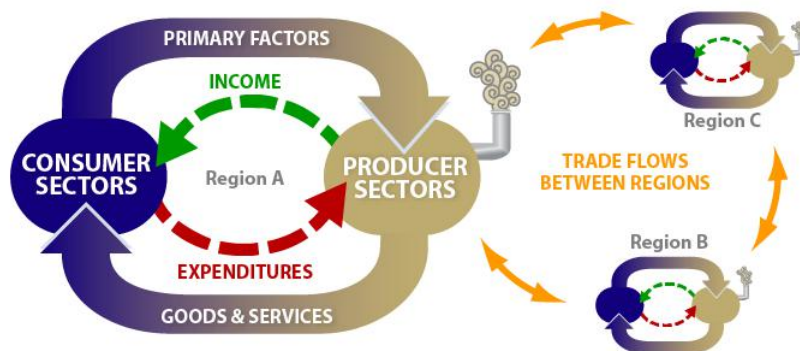 PRIMARY FACTORS
INCOME
CONSUMER
SECTORS
Region A
PRODUCER
SECTORS
EXPENDITURES
GOODS & SERVICES
Region C
TRADE FLOWS
BETWEEN REGIONS
Region B